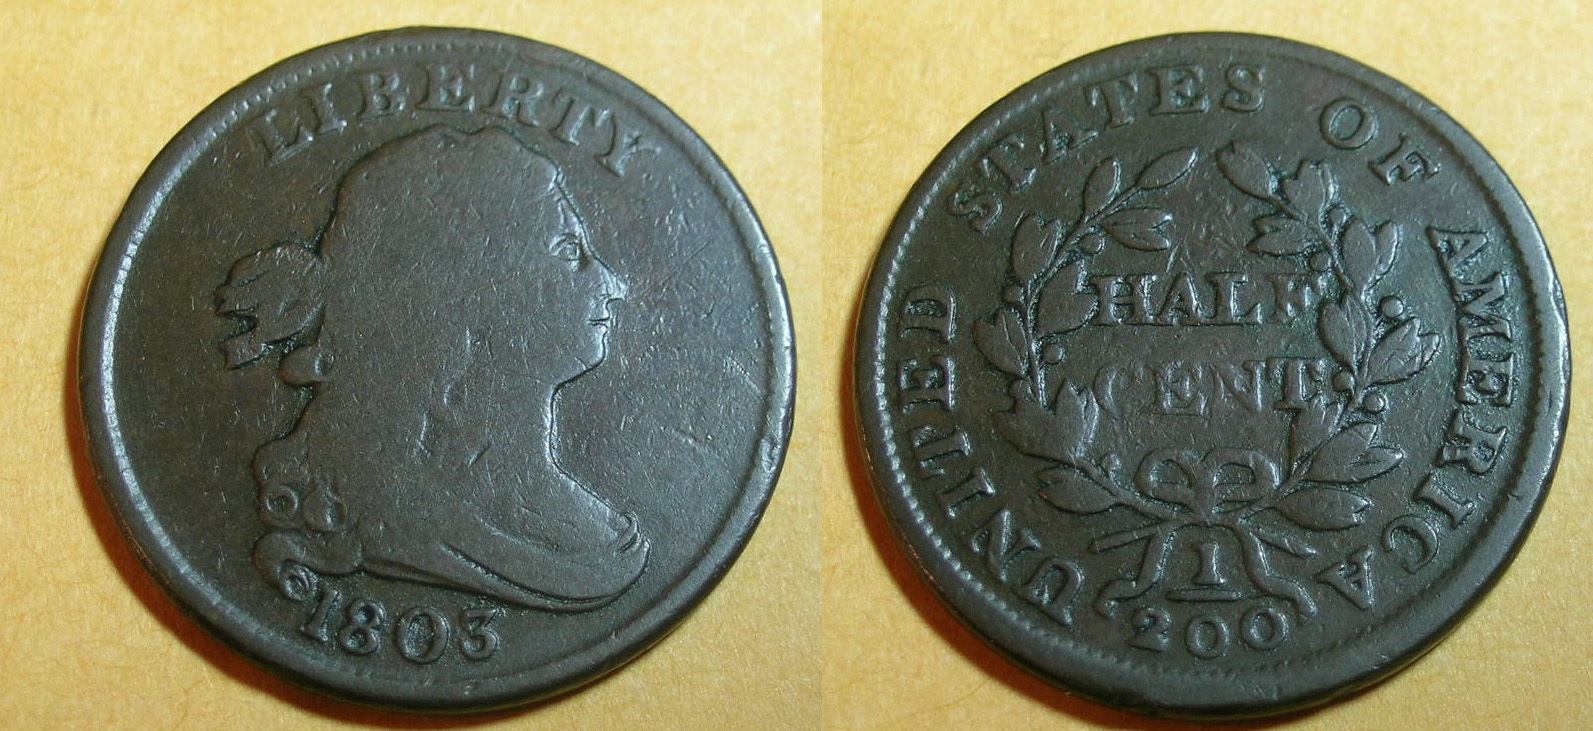 LIBERTY
1803
UNITED STATES OF AMERICA
HALF
CENT
1
200